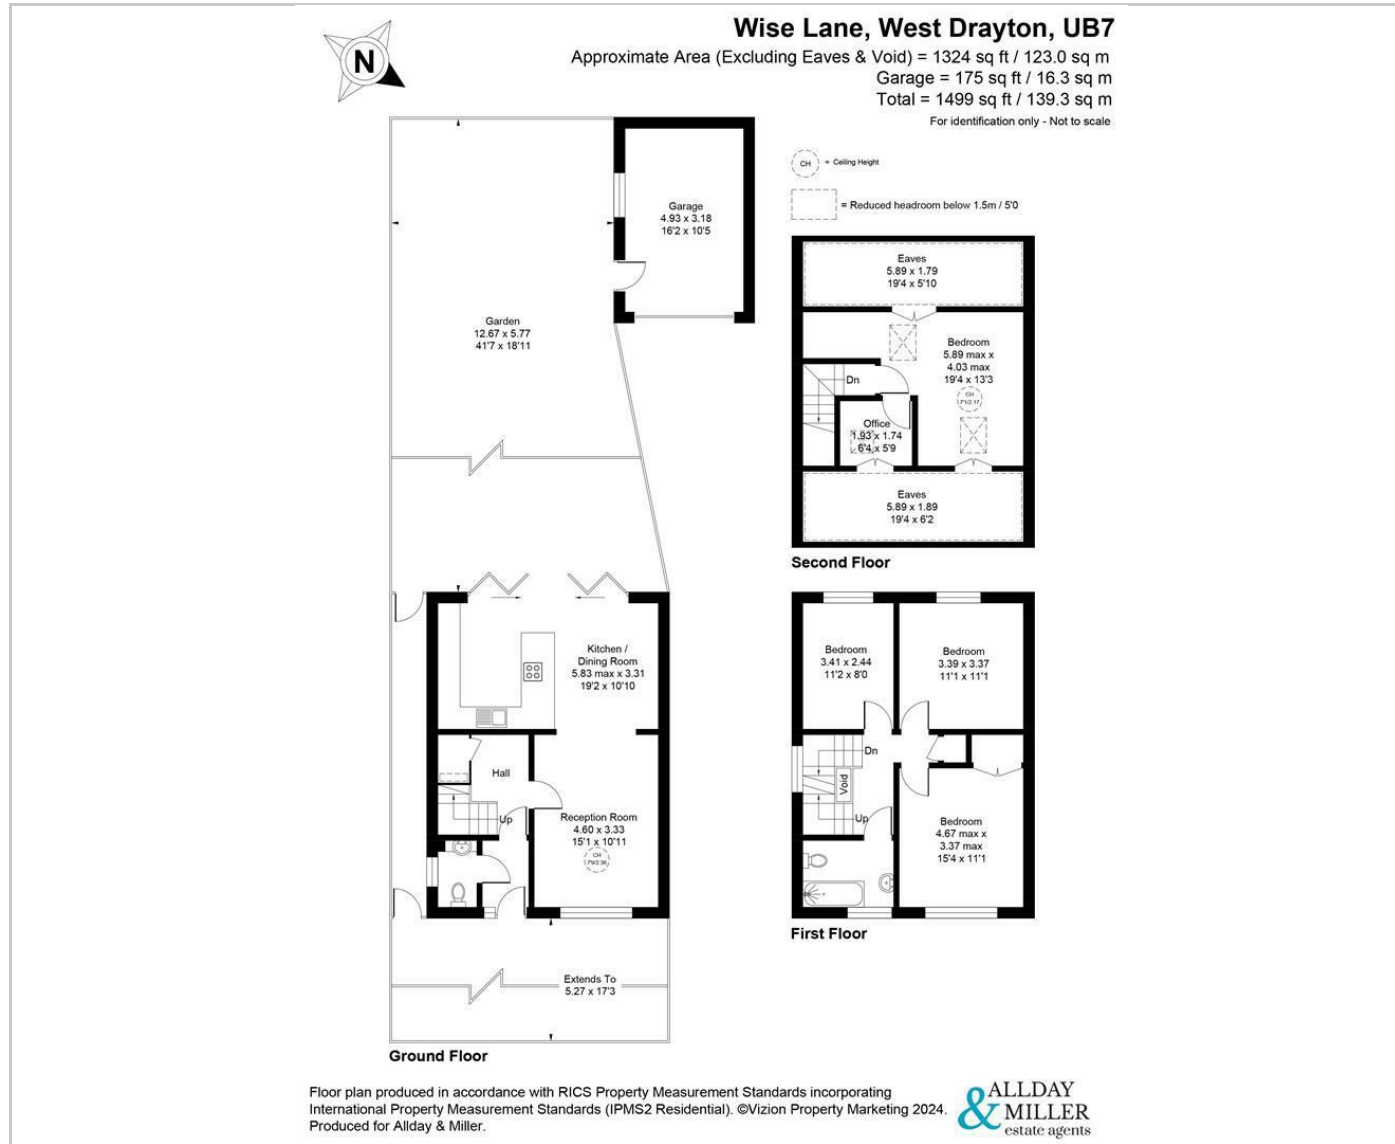 Wise Lane, West Drayton, UB7
Approximate Area (Excluding Eaves & Void) = 1324 sq ft / 123.0 sq m
Garage = 175 sq ft / 16.3 sq m
Total = 1499 sq ft / 139.3 sq m
For identification only - Not to scale
N
CH = Ceiling Height
= Reduced headroom below 1.5m / 5'0
Garage
4.93 x 3.18
16'2 x 10'5
Garden
12.67 x 5.77
41'7 x 18'11
Eaves
5.89 x 1.79
19'4 x 5'10
Bedroom
5.89 max x
4.03 max
19'4 x 13'3
CH
7'1/2.17
Dn
Office
1.93 x 1.74
6'4 x 5'9
Eaves
5.89 x 1.89
19'4 x 6'2
Second Floor
Kitchen /
Dining Room
5.83 max x 3.31
19'2 x 10'10
Hall
Up
Reception Room
4.60 x 3.33
15'1 x 10'11
CH
Extends To
5.27 x 17'3
Ground Floor
Bedroom
3.41 x 2.44
11'2 x 8'0
Bedroom
3.39 x 3.37
11'1 x 11'1
Dn
Void
Up
Bedroom
4.67 max x
3.37 max
15'4 x 11'1
First Floor
Floor plan produced in accordance with RICS Property Measurement Standards incorporating
International Property Measurement Standards (IPMS2 Residential). ©Vizion Property Marketing 2024.
Produced for Allday & Miller.
ALLDAY
& MILLER
estate agents